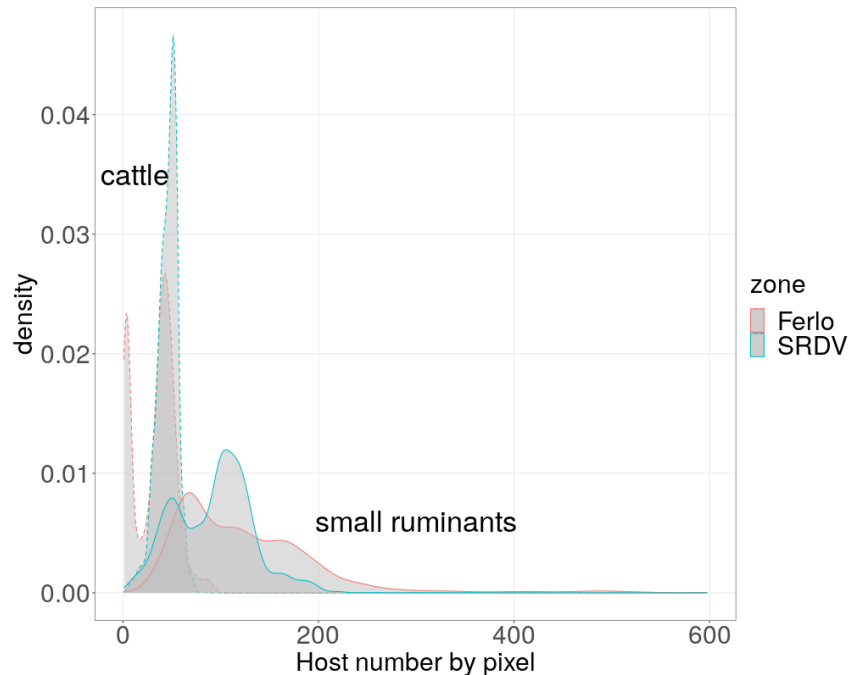 0.04
cattle
0.03
zone
density
Ferlo
SRDV
0.02
0.01
small ruminants
0.00
0 200 400 600
Host number by pixel